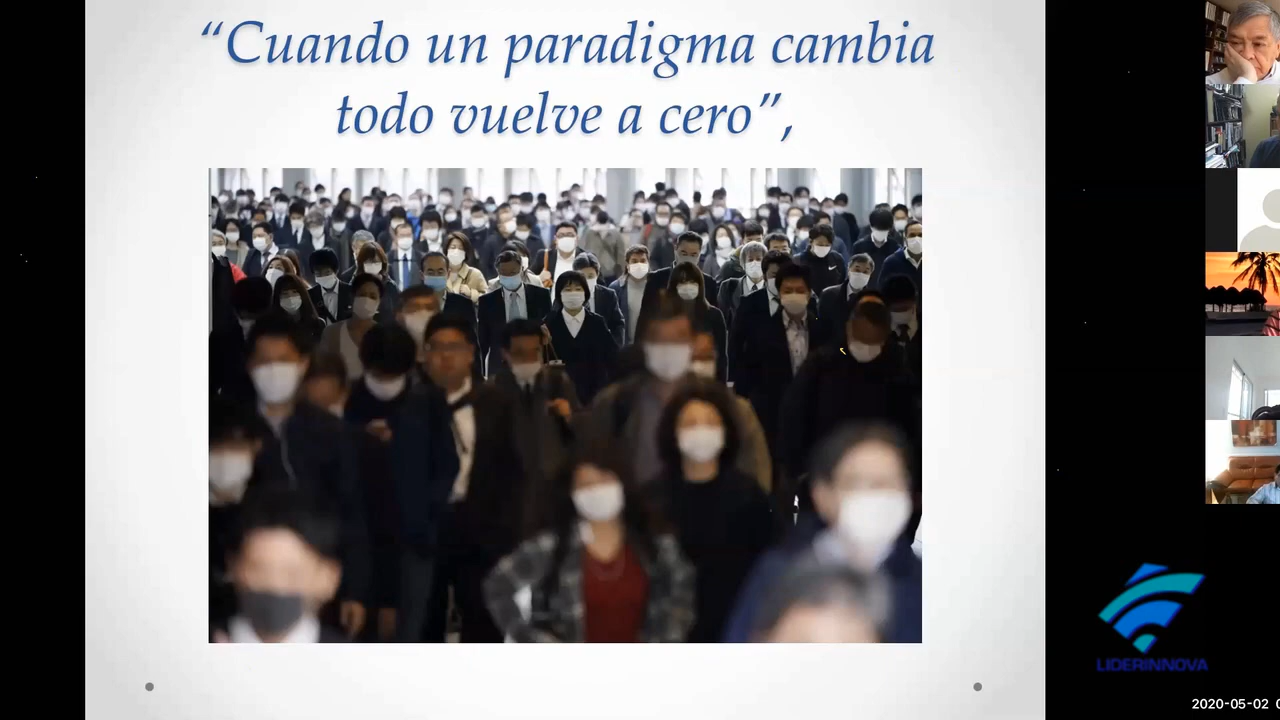 “Cuando un paradigma cambia
todo vuelve a cero”,
LIDERINNOVA
2020-05-02